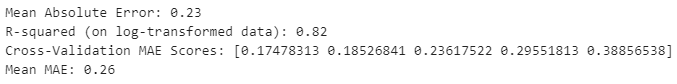 Mean Absolute Error: 0.23
R-squared (on log-transformed data): 0.82
Cross-Validation MAE Scores: [0.17478313 0.18526841 0.23617522 0.29551813 0.38856538]
Mean MAE: 0.26